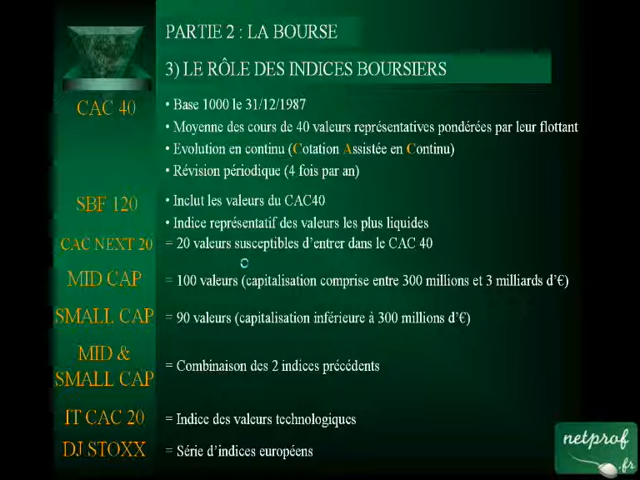 PARTIE 2 : LA BOURSE
3) LE RÔLE DES INDICES BOURSIERS
CAC 40
• Base 1000 le 31/12/1987
• Moyenne des cours de 40 valeurs représentatives pondérées par leur flottant
• Evolution en continu (Cotation Assistée en Continu)
• Révision périodique (4 fois par an)
SBF 120
• Inclut les valeurs du CAC40
• Indice représentatif des valeurs les plus liquides
CAC NEXT 20
= 20 valeurs susceptibles d'entrer dans le CAC 40
MID CAP
= 100 valeurs (capitalisation comprise entre 300 millions et 3 milliards d'€)
SMALL CAP
= 90 valeurs (capitalisation inférieure à 300 millions d'€)
MID &
SMALL CAP
= Combinaison des 2 indices précédents
IT CAC 20
= Indice des valeurs technologiques
DJ STOXX
= Série d'indices européens
netprof
.fr